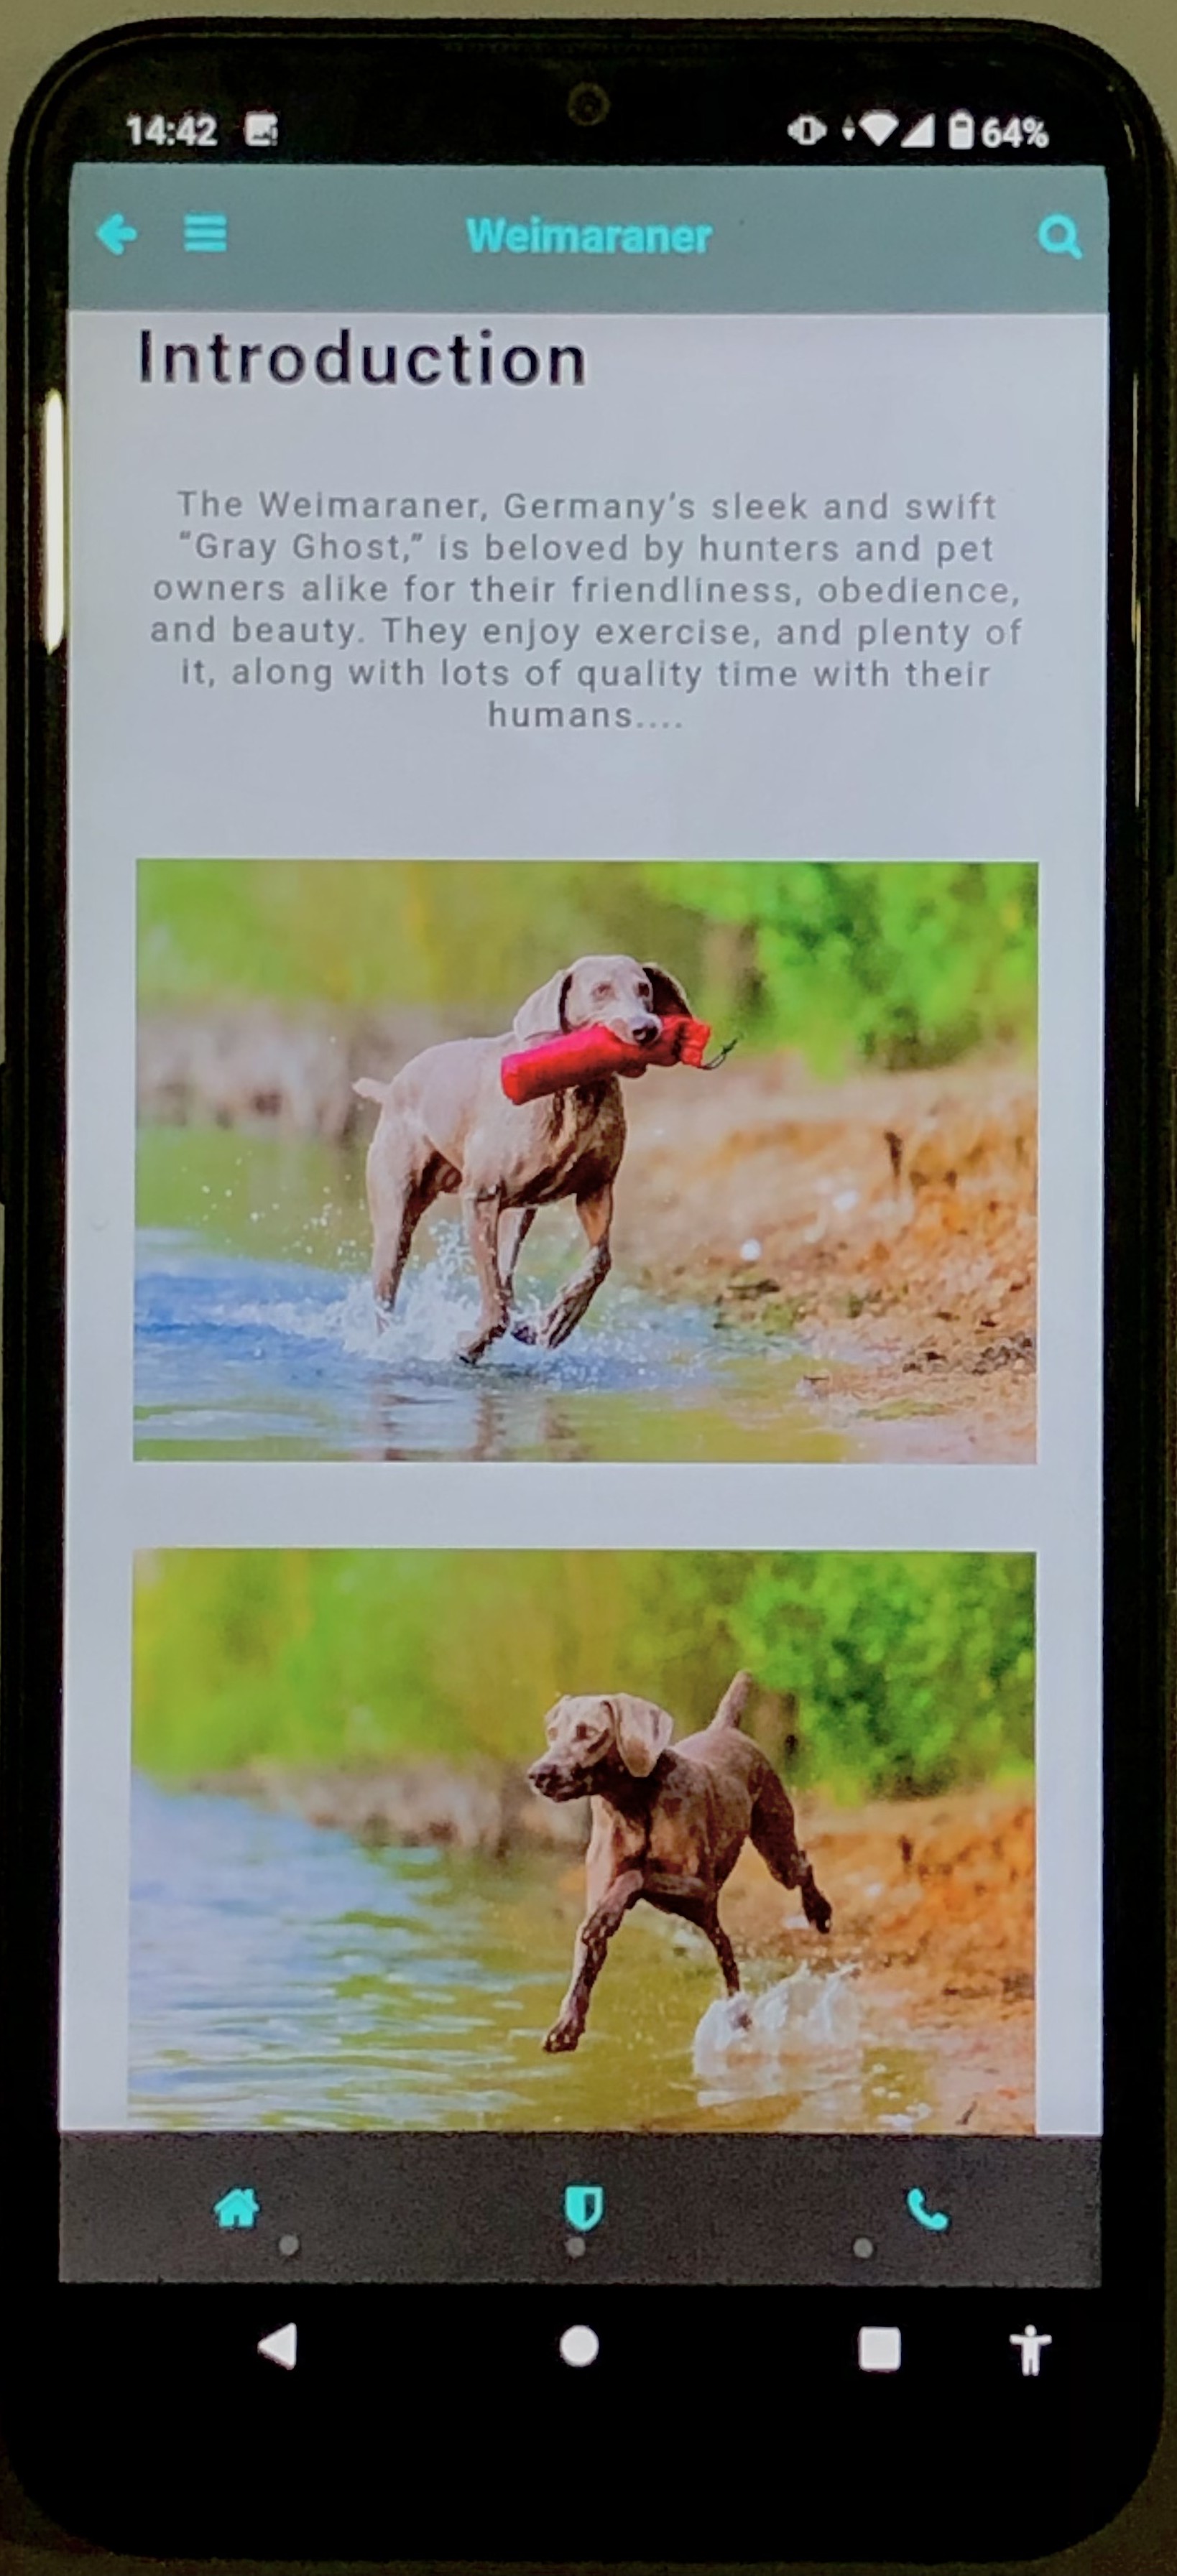 14:42 64%
Weimaraner
Introduction
The Weimaraner, Germany's sleek and swift
"Gray Ghost," is beloved by hunters and pet
owners alike for their friendliness, obedience,
and beauty. They enjoy exercise, and plenty of
it, along with lots of quality time with their
humans....